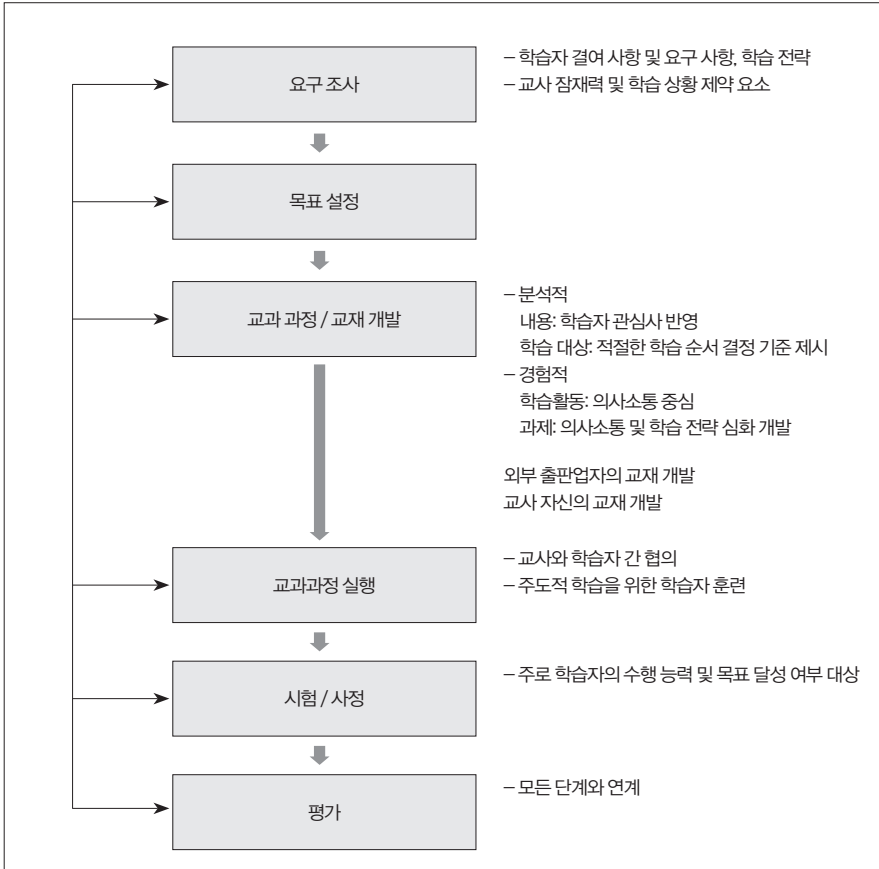 요구 조사
– 학습자 결여 사항 및 요구 사항, 학습 전략
– 교사 잠재력 및 학습 상황 제약 요소
목표 설정
교과 과정 / 교재 개발
– 분석적
내용: 학습자 관심사 반영
학습 대상: 적절한 학습 순서 결정 기준 제시
– 경험적
학습활동: 의사소통 중심
과제: 의사소통 및 학습 전략 심화 개발
외부 출판업자의 교재 개발
교사 자신의 교재 개발
교과과정 실행
– 교사와 학습자 간 협의
– 주도적 학습을 위한 학습자 훈련
시험 / 사정
– 주로 학습자의 수행 능력 및 목표 달성 여부 대상
평가
– 모든 단계와 연계